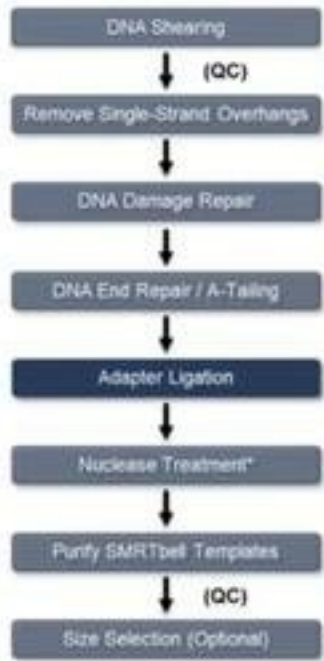 DNA Shearing
(QC)
Remove Single-Strand Overhangs
DNA Damage Repair
DNA End Repair / A-Tailing
Adapter Ligation
Nuclease Treatment*
Purify SMRTbell Templates
(QC)
Size Selection (Optional)